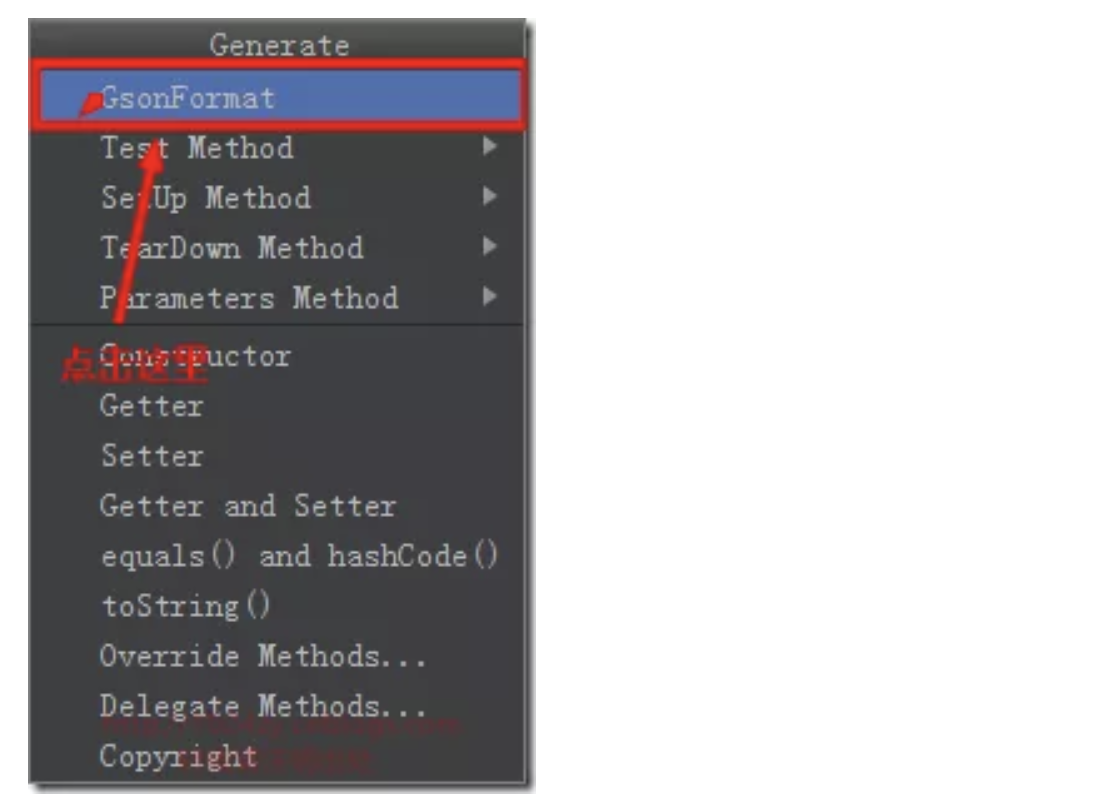 Generate
GsonFormat
Test Method
SetUp Method
TearDown Method
Parameters Method
点击这里
Constructor
Getter
Setter
Getter and Setter
equals() and hashCode()
toString()
Override Methods...
Delegate Methods...
Copyright